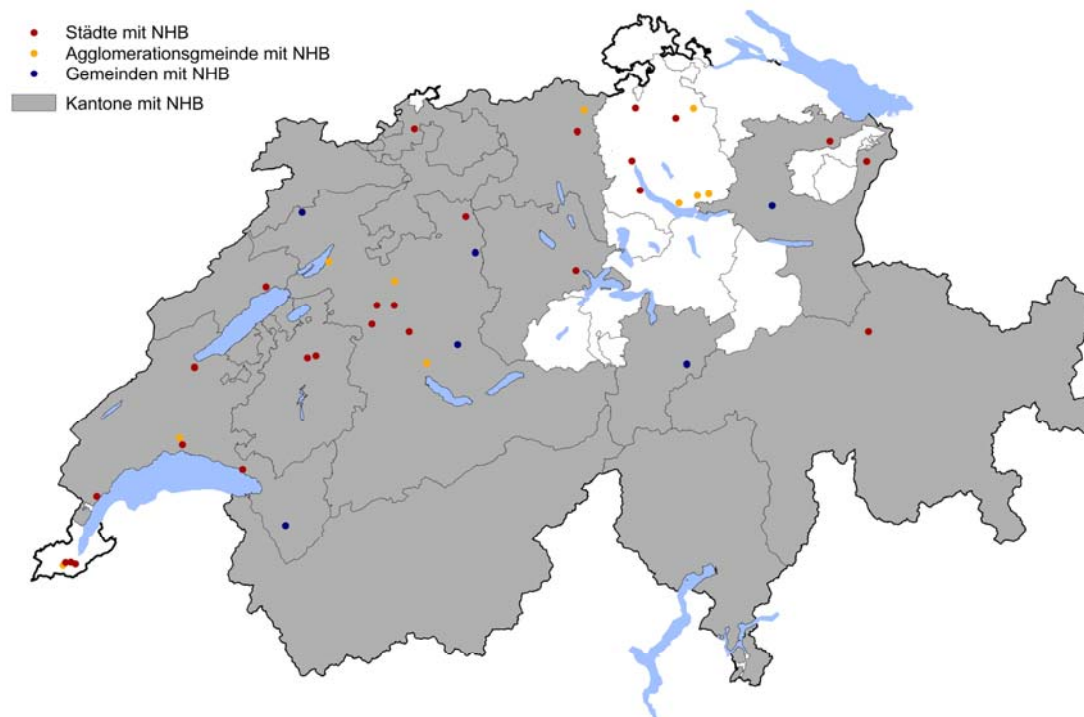 Städte mit NHB
Agglomerationsgmeinde mit NHB
Gemeinden mit NHB
Kantone mit NHB